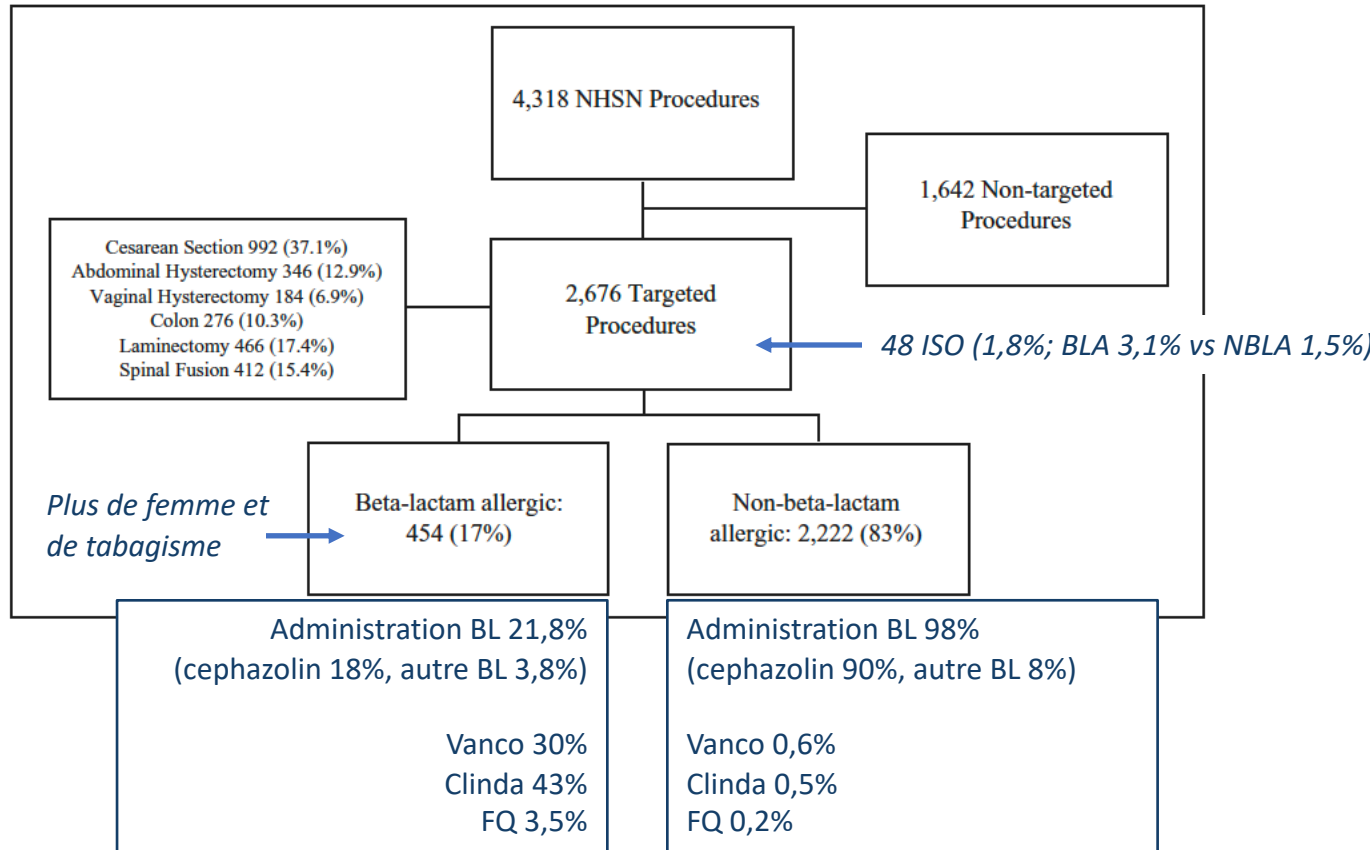 4,318 NHSN Procedures
1,642 Non-targeted
Procedures
Cesarean Section 992 (37.1%)
Abdominal Hysterectomy 346 (12.9%)
Vaginal Hysterectomy 184 (6.9%)
Colon 276 (10.3%)
Laminectomy 466 (17.4%)
Spinal Fusion 412 (15.4%)
2,676 Targeted
Procedures
48 ISO (1,8%; BLA 3,1% vs NBLA 1,5%)
Plus de femme et
de tabagisme
Beta-lactam allergic:
454 (17%)
Non-beta-lactam
allergic: 2,222 (83%)
Administration BL 21,8%
(cephazolin 18%, autre BL 3,8%)
Vanco 30%
Clinda 43%
FQ 3,5%
Administration BL 98%
(cephazolin 90%, autre BL 8%)
Vanco 0,6%
Clinda 0,5%
FQ 0,2%